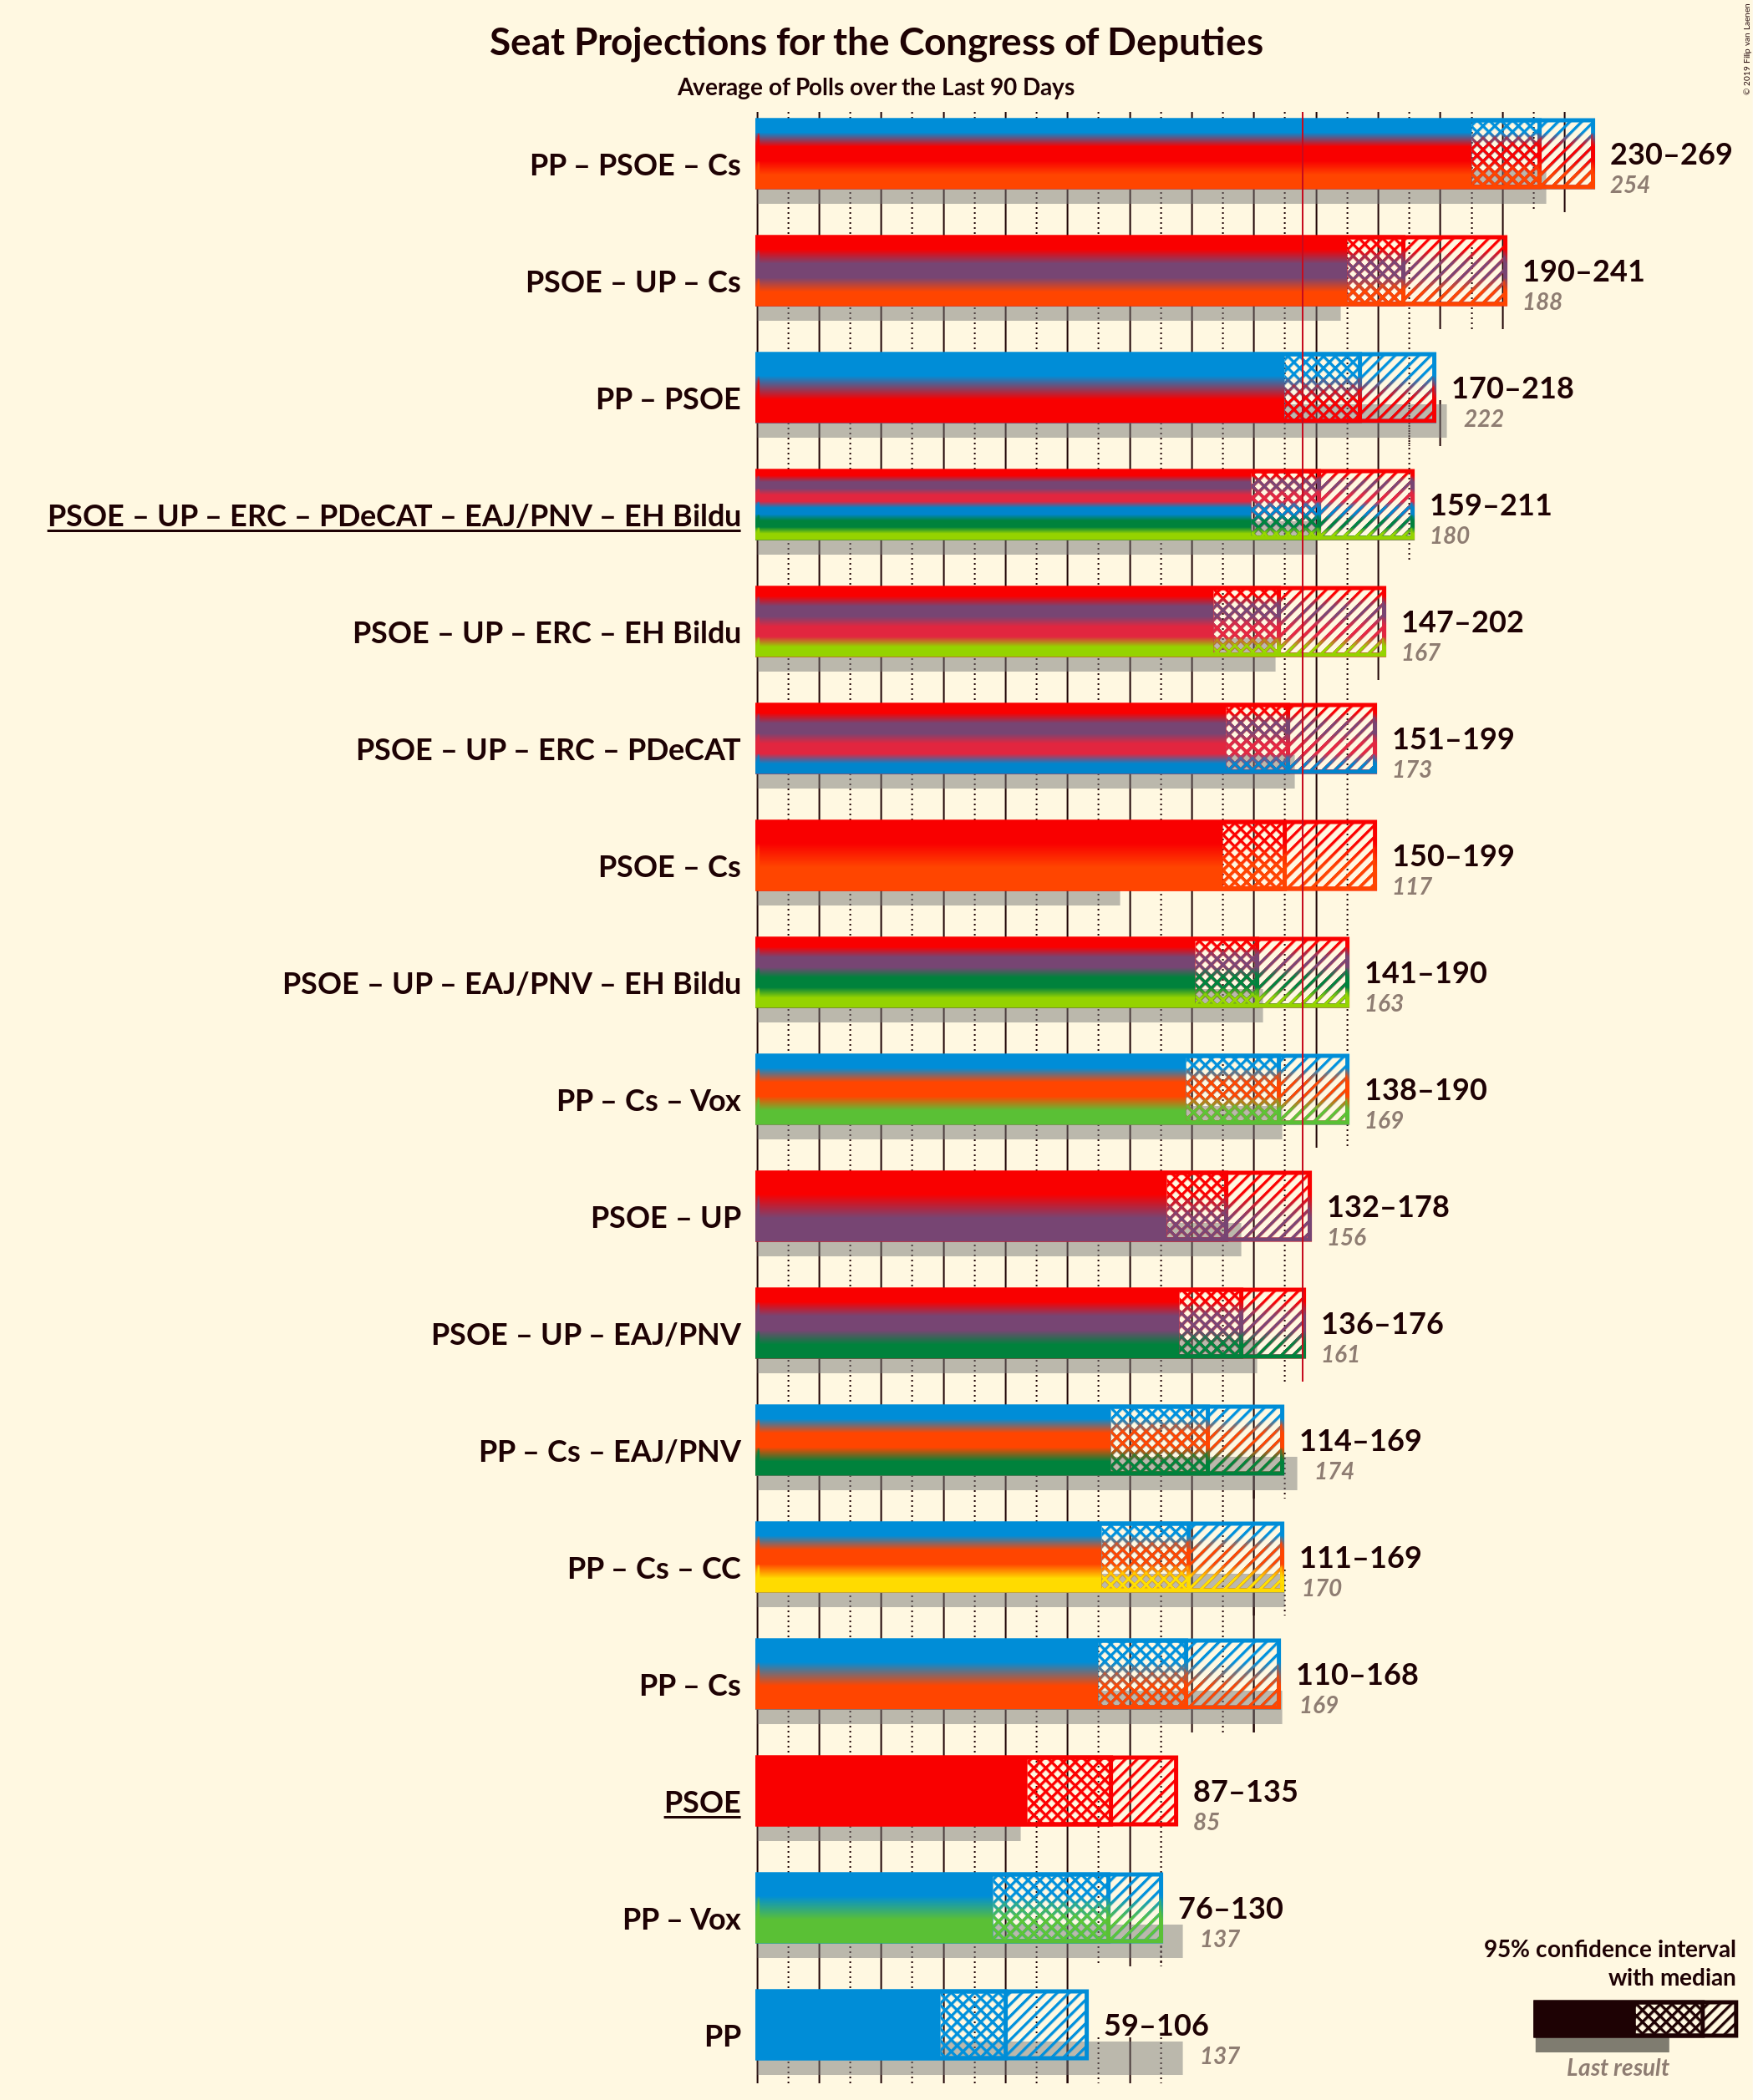 Seat Projections for the Congress of Deputies
Average of Polls over the Last 90 Days
© 2019 Filip van Laenen
PP – PSOE – Cs
230–269
254
PSOE – UP – Cs
190–241
188
PP – PSOE
170–218
222
PSOE – UP – ERC – PDeCAT – EAJ/PNV – EH Bildu
159–211
180
PSOE – UP – ERC – EH Bildu
147–202
167
PSOE – UP – ERC – PDeCAT
151–199
173
PSOE – Cs
150–199
117
PSOE – UP – EAJ/PNV – EH Bildu
141–190
163
PP – Cs – Vox
138–190
169
PSOE – UP
132–178
156
PSOE – UP – EAJ/PNV
136–176
161
PP – Cs – EAJ/PNV
114–169
174
PP – Cs – CC
111–169
170
PP – Cs
110–168
169
PSOE
87–135
85
PP – Vox
76–130
137
PP
59–106
137
95% confidence interval
with median
Last result